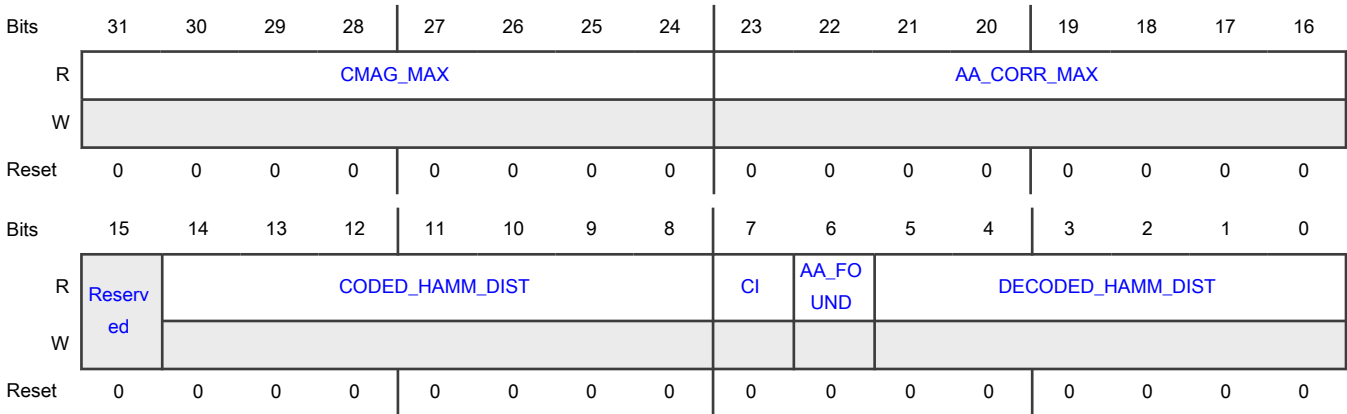 Bits 31 30 29 28 27 26 25 24 23 22 21 20 19 18 17 16
R CMAG_MAX AA_CORR_MAX
W
Reset 0 0 0 0 0 0 0 0 0 0 0 0 0 0 0 0
Bits 15 14 13 12 11 10 9 8 7 6 5 4 3 2 1 0
R Reserv CODED_HAMM_DIST CI AA_FO DECODED_HAMM_DIST
ed UND
W
Reset 0 0 0 0 0 0 0 0 0 0 0 0 0 0 0 0